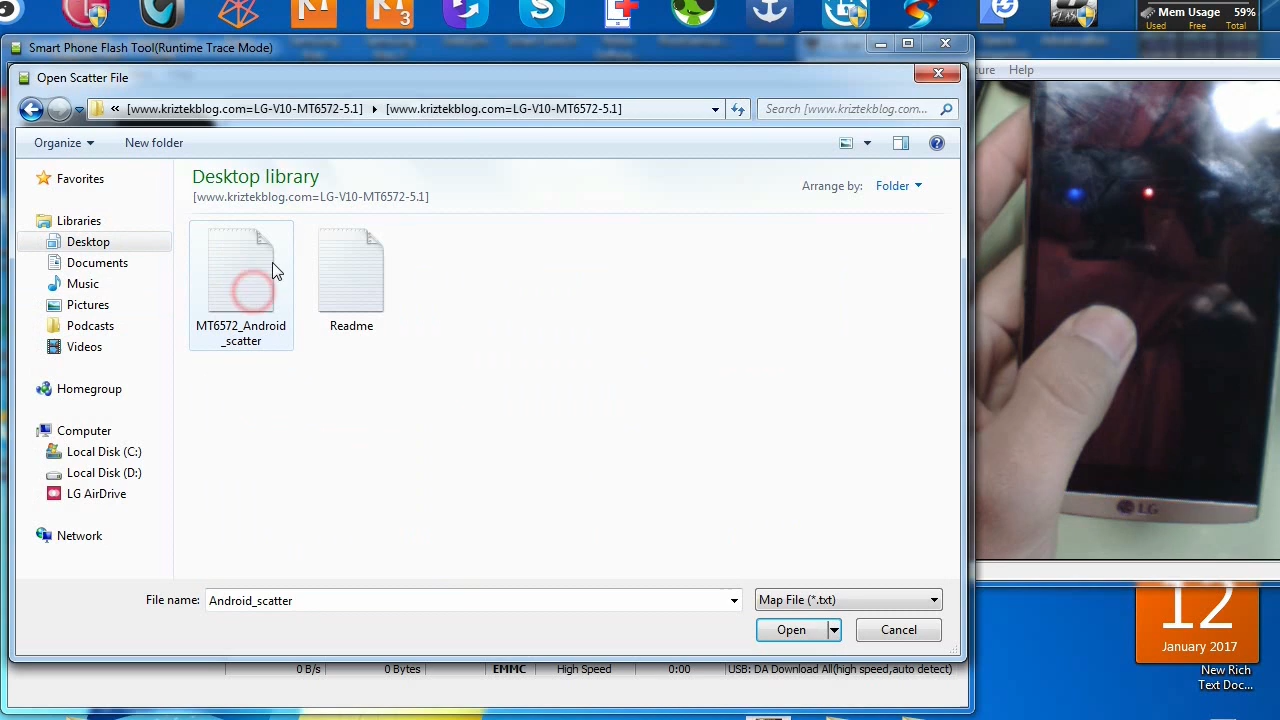 Mem Usage 59%
Used Free Total
Smart Phone Flash Tool(Runtime Trace Mode)
Open Scatter File
Help
« [www.kriztekblog.com=LG-V10-MT6572-5.1] [www.kriztekblog.com=LG-V10-MT6572-5.1]
Search [www.kriztekblog.com...
Organize
New folder
Desktop library
[www.kriztekblog.com=LG-V10-MT6572-5.1]
Arrange by: Folder
Favorites
Libraries
Desktop
Documents
Music
Pictures
Podcasts
Videos
Homegroup
Computer
Local Disk (C:)
Local Disk (D:)
LG AirDrive
Network
MT6572_Android
_scatter
Readme
LG
File name: Android_scatter
Map File (*.txt)
Open
Cancel
0 B/s
0 Bytes
EMMC
High Speed
0:00
USB: DA Download All(high speed,auto detect)
12
January 2017
New Rich
Text Doc...